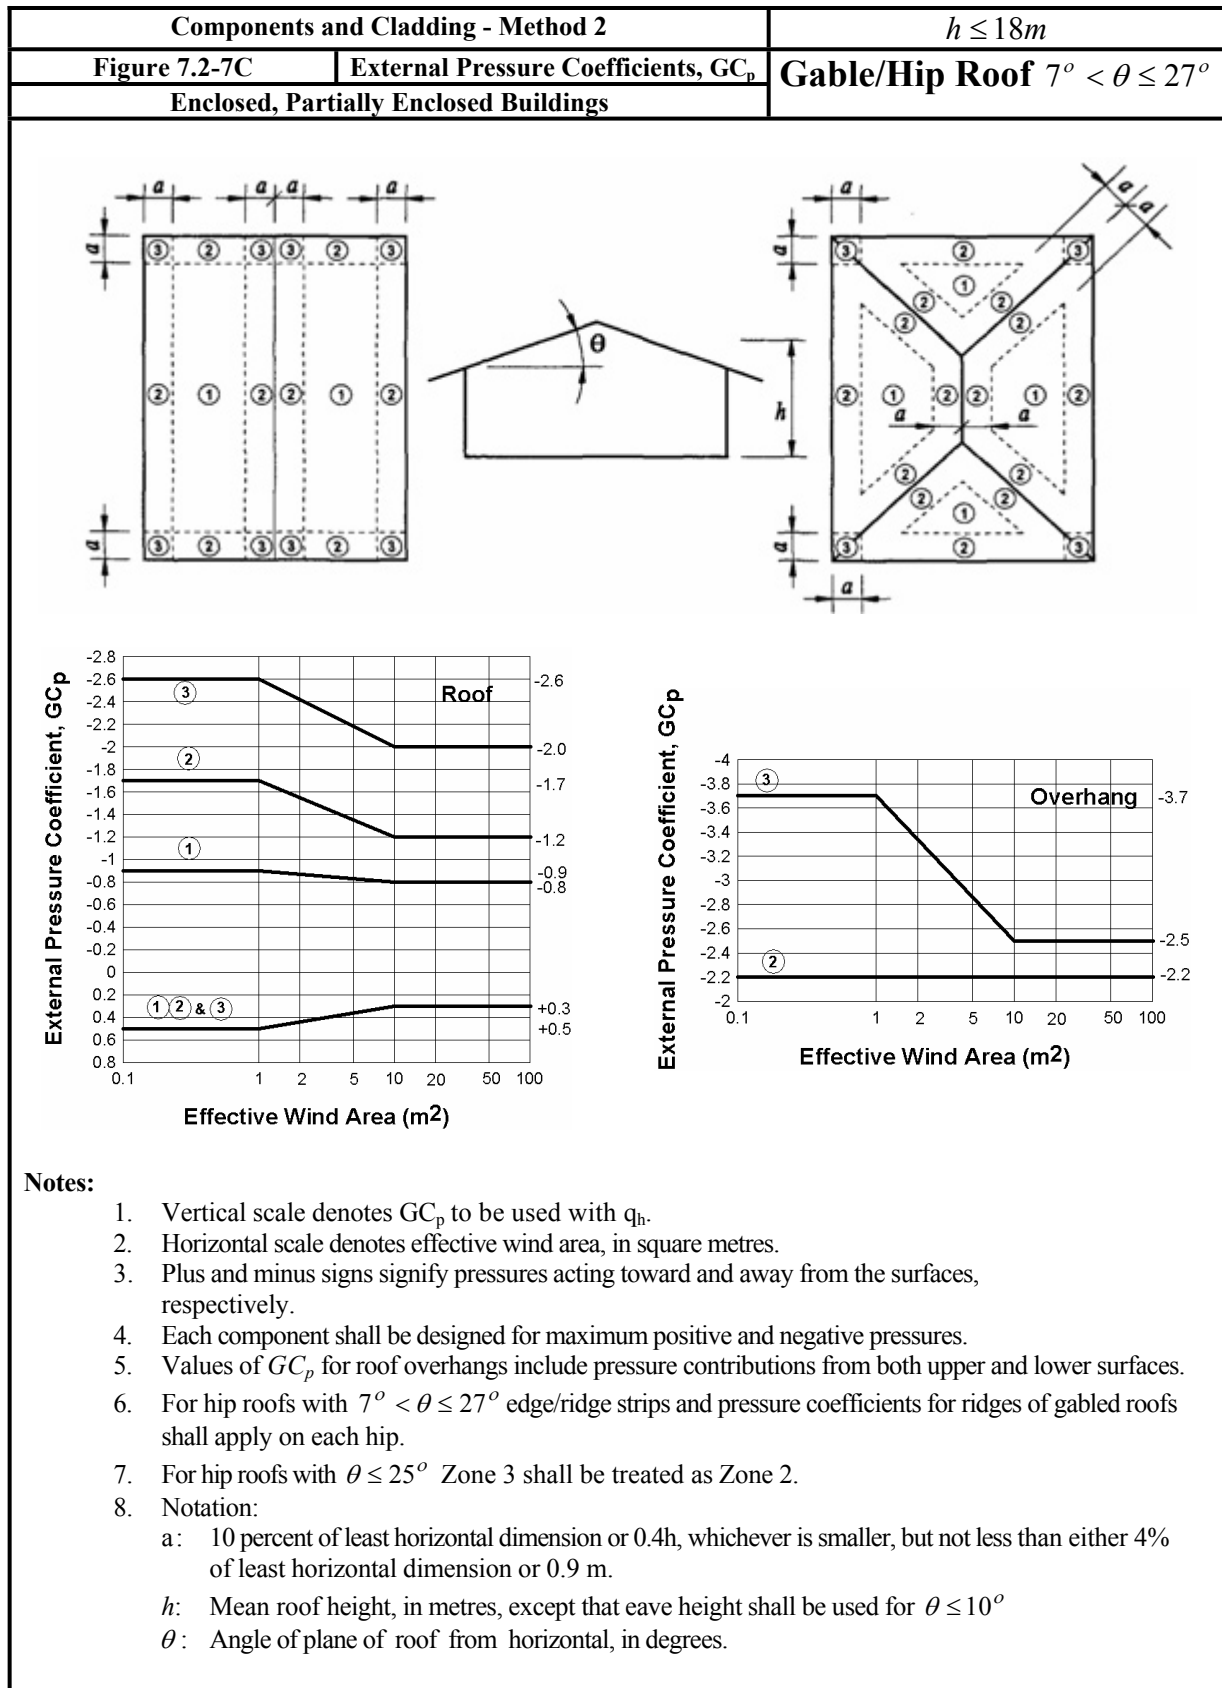 Components and Cladding - Method 2
h ≤ 18m
Figure 7.2-7C
External Pressure Coefficients, GCp
Gable/Hip Roof 7° < θ ≤ 27°
Enclosed, Partially Enclosed Buildings
a a a a
a
3 2 3 3 2 3
2 1 2 2 1 2
a
3 2 3 3 2 3
θ
h
a
a a
a
3 2 3
1
2 2
2 2
2 1 2 2 1 2
a a
2 2
2 2
1
a
3 2 3
a
External Pressure Coefficient, GCp
-2.8
-2.6
-2.4
-2.2
-2
-1.8
-1.6
-1.4
-1.2
-1
-0.8
-0.6
-0.4
-0.2
0
0.2
0.4
0.6
0.8
3
Roof
2
1
1 2 & 3
-2.6
-2.0
-1.7
-1.2
-0.9
-0.8
+0.3
+0.5
0.1 1 2 5 10 20 50 100
Effective Wind Area (m2)
External Pressure Coefficient, GCp
-4
-3.8
-3.6
-3.4
-3.2
-3
-2.8
-2.6
-2.4
-2.2
-2
3
Overhang
2
-3.7
-2.5
-2.2
0.1 1 2 5 10 20 50 100
Effective Wind Area (m2)
Notes:
1. Vertical scale denotes GCp to be used with qh.
2. Horizontal scale denotes effective wind area, in square metres.
3. Plus and minus signs signify pressures acting toward and away from the surfaces,
respectively.
4. Each component shall be designed for maximum positive and negative pressures.
5. Values of GCp for roof overhangs include pressure contributions from both upper and lower surfaces.
6. For hip roofs with 7° < θ ≤ 27° edge/ridge strips and pressure coefficients for ridges of gabled roofs
shall apply on each hip.
7. For hip roofs with θ ≤ 25° Zone 3 shall be treated as Zone 2.
8. Notation:
a: 10 percent of least horizontal dimension or 0.4h, whichever is smaller, but not less than either 4%
of least horizontal dimension or 0.9 m.
h: Mean roof height, in metres, except that eave height shall be used for θ ≤ 10°
θ : Angle of plane of roof from horizontal, in degrees.